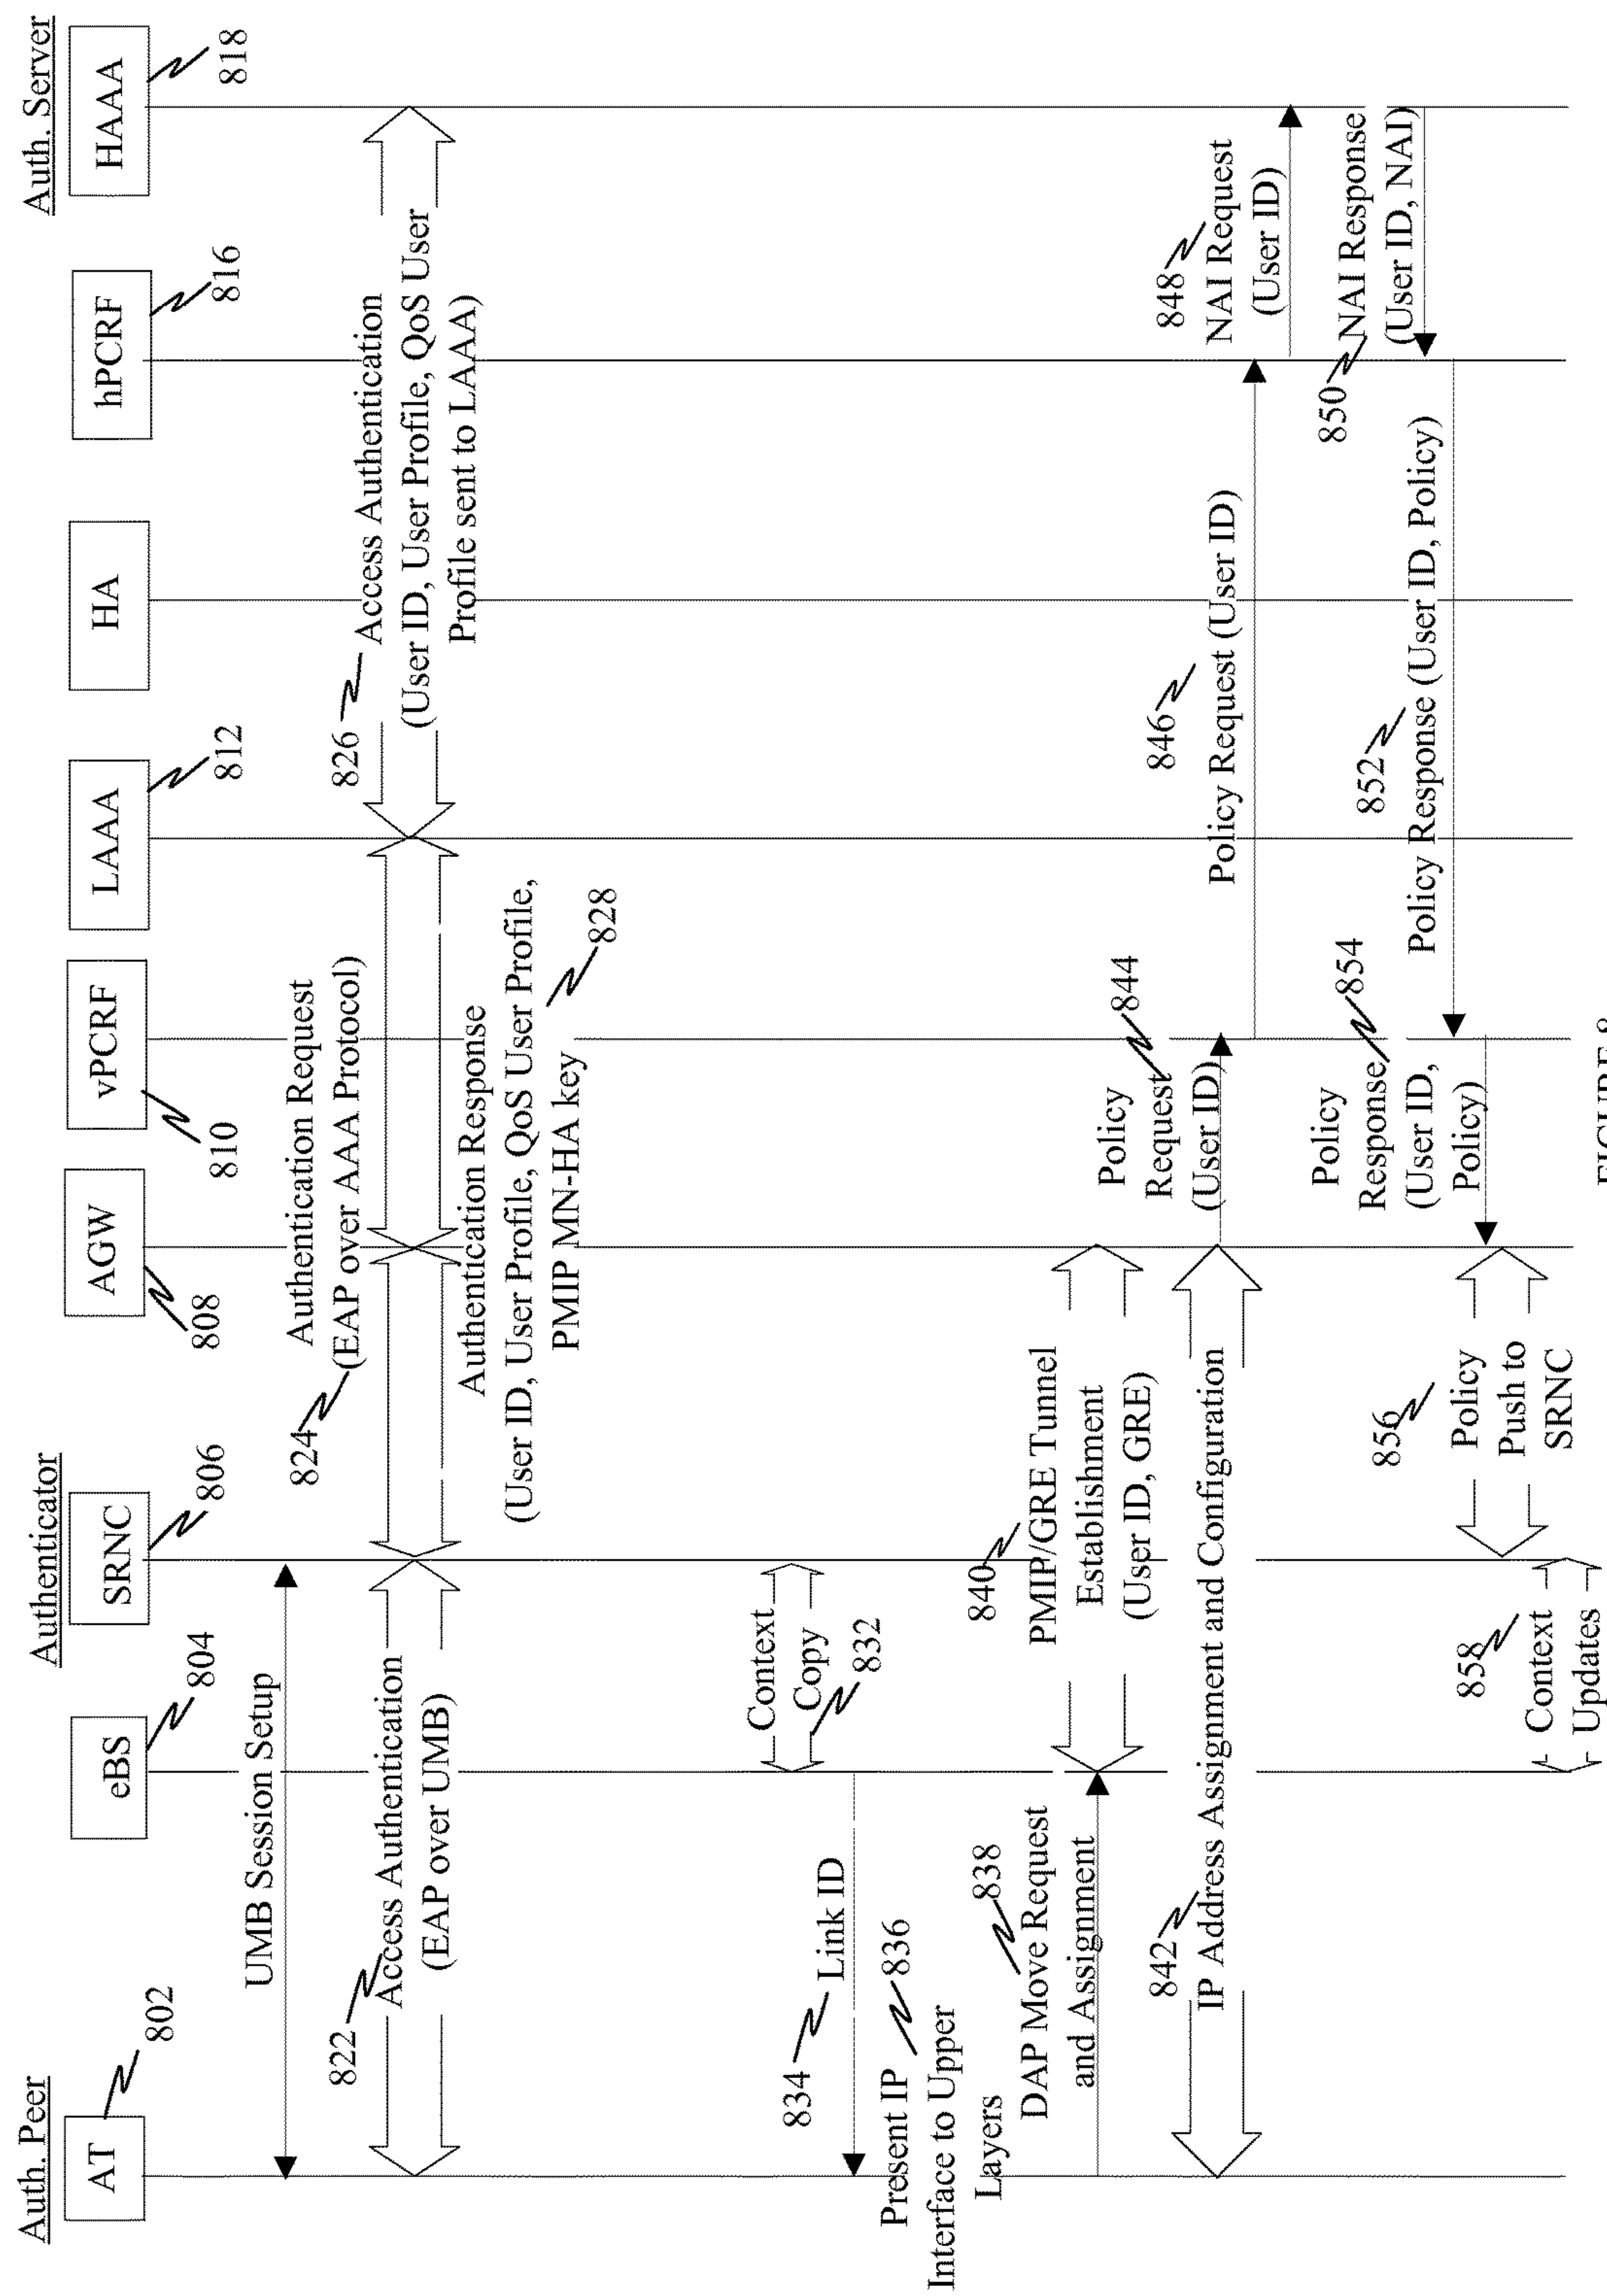 Auth. Peer
Authenticator
Auth. Server
AT
eBS
SRNC
AGW
vPCRF
LAAA
HA
hPCRF
HAAA
802
804
806
808
810
812
816
818
UMB Session Setup
822
Access Authentication
(EAP over UMB)
824
Authentication Request
(EAP over AAA Protocol)
826
Access Authentication
(User ID, User Profile, QoS User
Profile sent to LAAA)
Authentication Response
(User ID, User Profile, QoS User Profile,
PMIP MN-HA key
828
Context
Copy
832
834
Link ID
Present IP
Interface to Upper
Layers
836
838
DAP Move Request
and Assignment
840
PMIP/GRE Tunnel
Establishment
(User ID, GRE)
842
IP Address Assignment and Configuration
Policy
Request
(User ID)
844
846
Policy Request (User ID)
848
NAI Request
(User ID)
850
NAI Response
(User ID, NAI)
852
Policy Response (User ID, Policy)
854
Policy
Response
(User ID,
Policy)
856
Policy
Push to
SRNC
858
Context
Updates
FIGURE 8